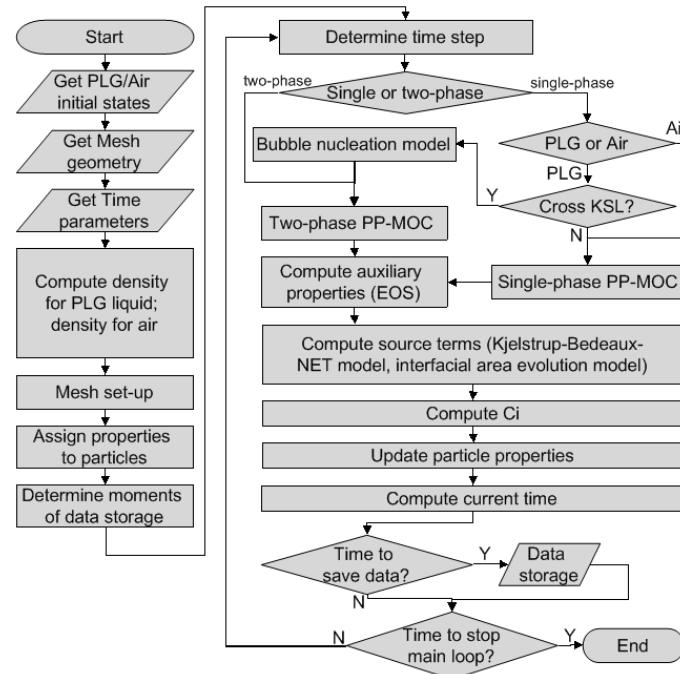 Start
Get PLG/Air
initial states
Get Mesh
geometry
Get Time
parameters
Compute density
for PLG liquid;
density for air
Mesh set-up
Assign properties
to particles
Determine moments
of data storage
Determine time step
two-phase
Single or two-phase
single-phase
Bubble nucleation model
PLG or Air
Ai
PLG
Y
Cross KSL?
N
Two-phase PP-MOC
Single-phase PP-MOC
Compute auxiliary
properties (EOS)
Compute source terms (Kjelstrup-Bedeaux-
NET model, interfacial area evolution model)
Compute Ci
Update particle properties
Compute current time
Time to
save data?
Y
Data
storage
N
N
Time to stop
main loop?
Y
End